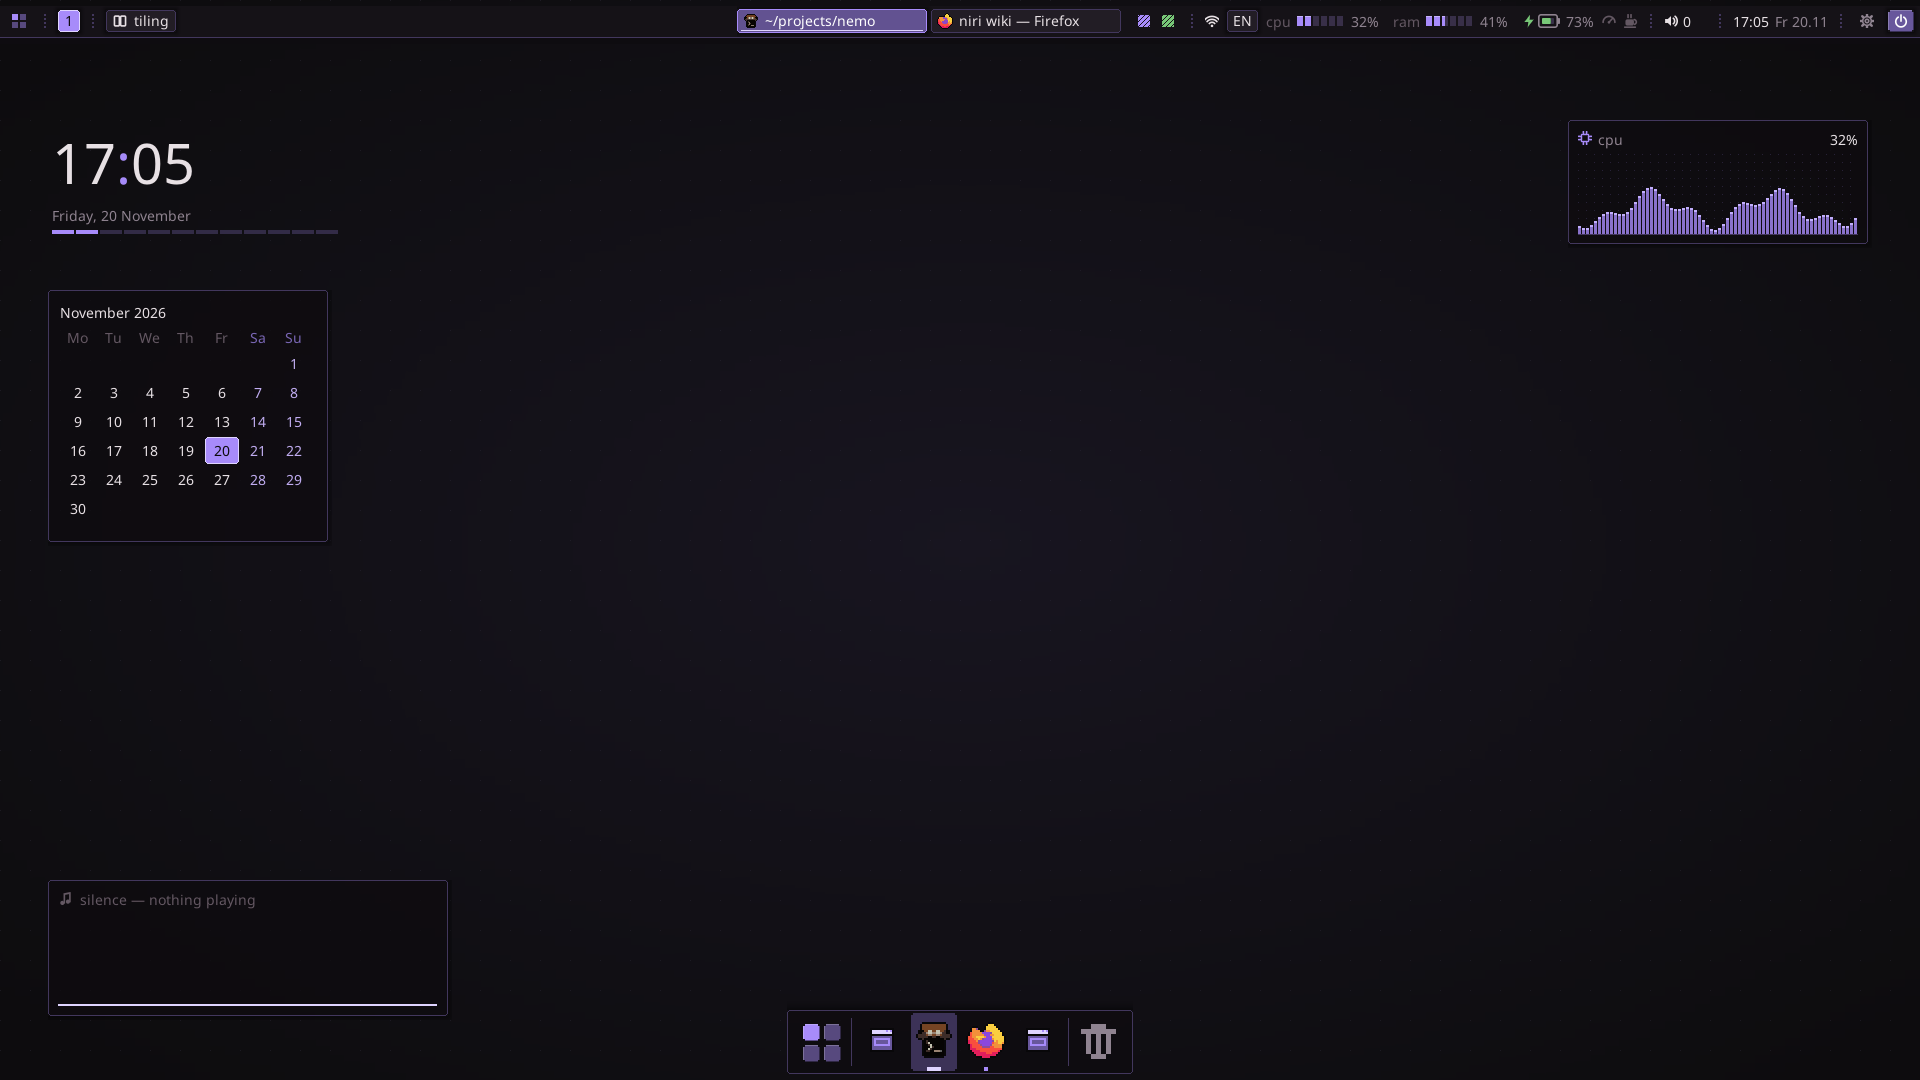 1 tiling ~/projects/nemo niri wiki — Firefox EN cpu 32% ram 41% 73% 0 17:05 Fr 20.11
17:05
Friday, 20 November
cpu 32%
November 2026
Mo Tu We Th Fr Sa Su
1
2 3 4 5 6 7 8
9 10 11 12 13 14 15
16 17 18 19 20 21 22
23 24 25 26 27 28 29
30
silence — nothing playing